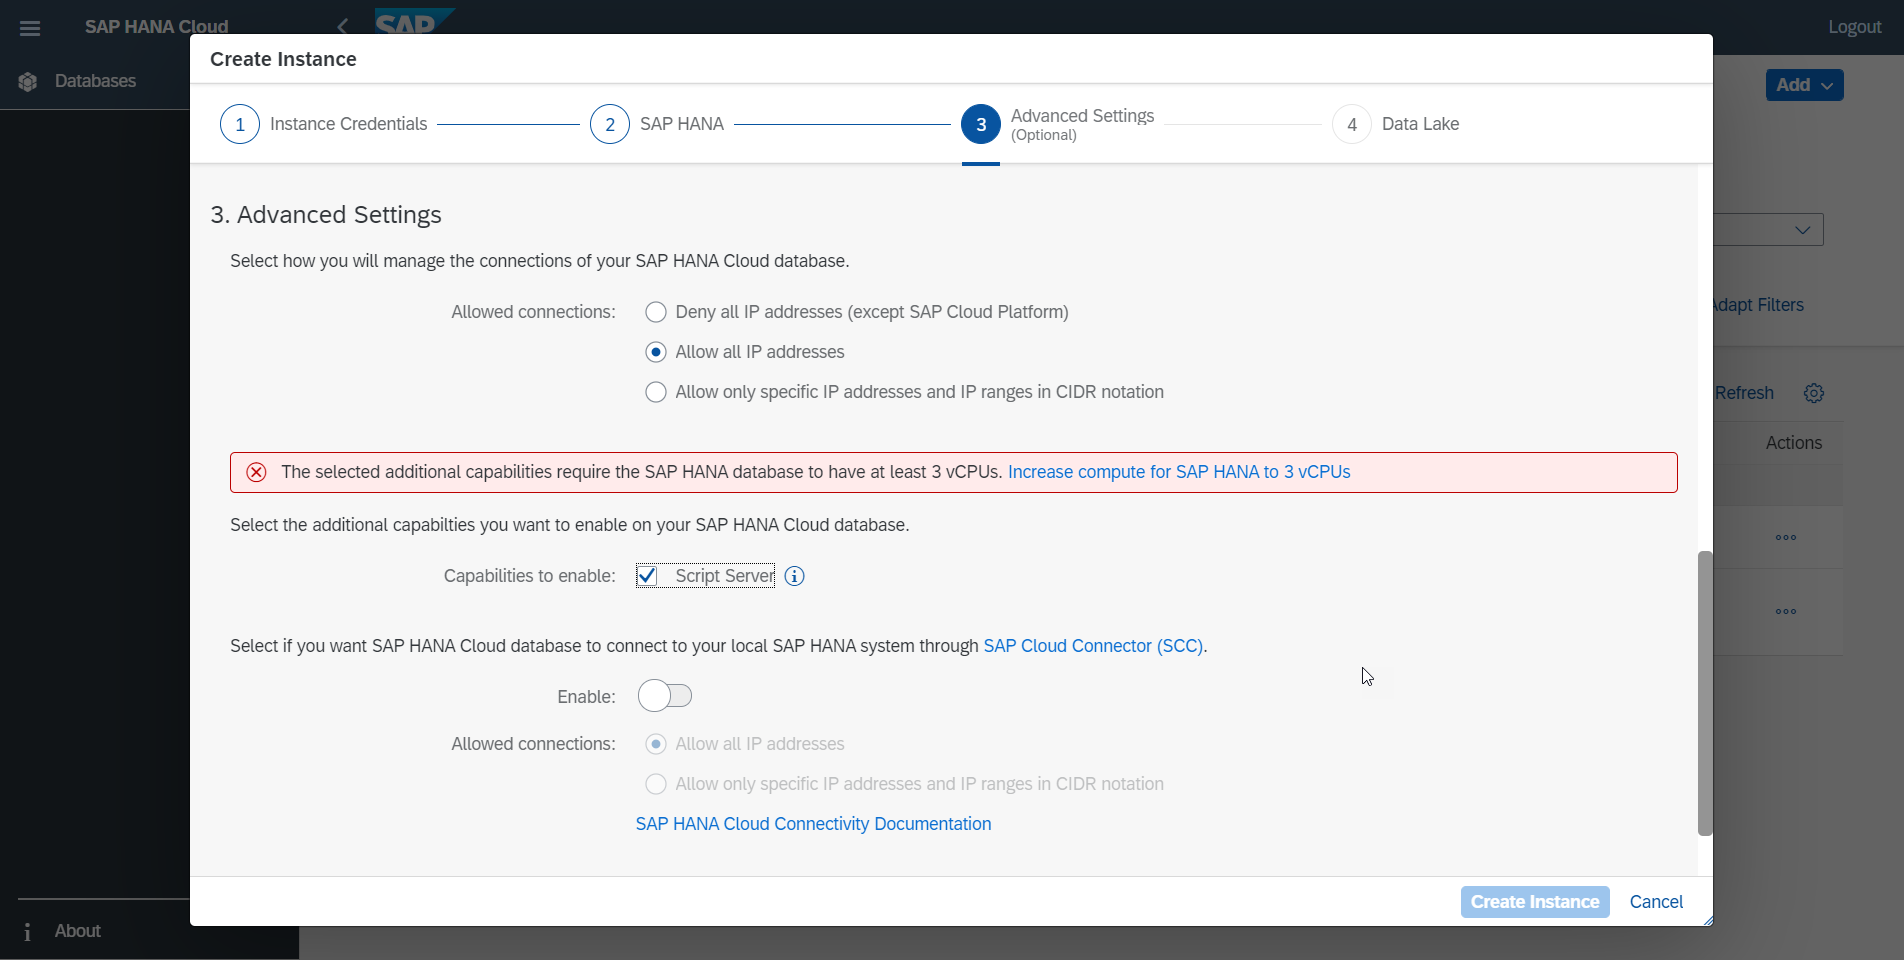 SAP HANA Cloud
SAP
Logout
Databases
Add
Create Instance
1 Instance Credentials
2 SAP HANA
3 Advanced Settings
(Optional)
4 Data Lake
3. Advanced Settings
Select how you will manage the connections of your SAP HANA Cloud database.
Allowed connections:
Deny all IP addresses (except SAP Cloud Platform)
Allow all IP addresses
Allow only specific IP addresses and IP ranges in CIDR notation
Adapt Filters
Refresh
Actions
The selected additional capabilities require the SAP HANA database to have at least 3 vCPUs. Increase compute for SAP HANA to 3 vCPUs
Select the additional capabilties you want to enable on your SAP HANA Cloud database.
Capabilities to enable:
Script Server
Select if you want SAP HANA Cloud database to connect to your local SAP HANA system through SAP Cloud Connector (SCC).
Enable:
Allowed connections:
Allow all IP addresses
Allow only specific IP addresses and IP ranges in CIDR notation
SAP HANA Cloud Connectivity Documentation
Create Instance
Cancel
About